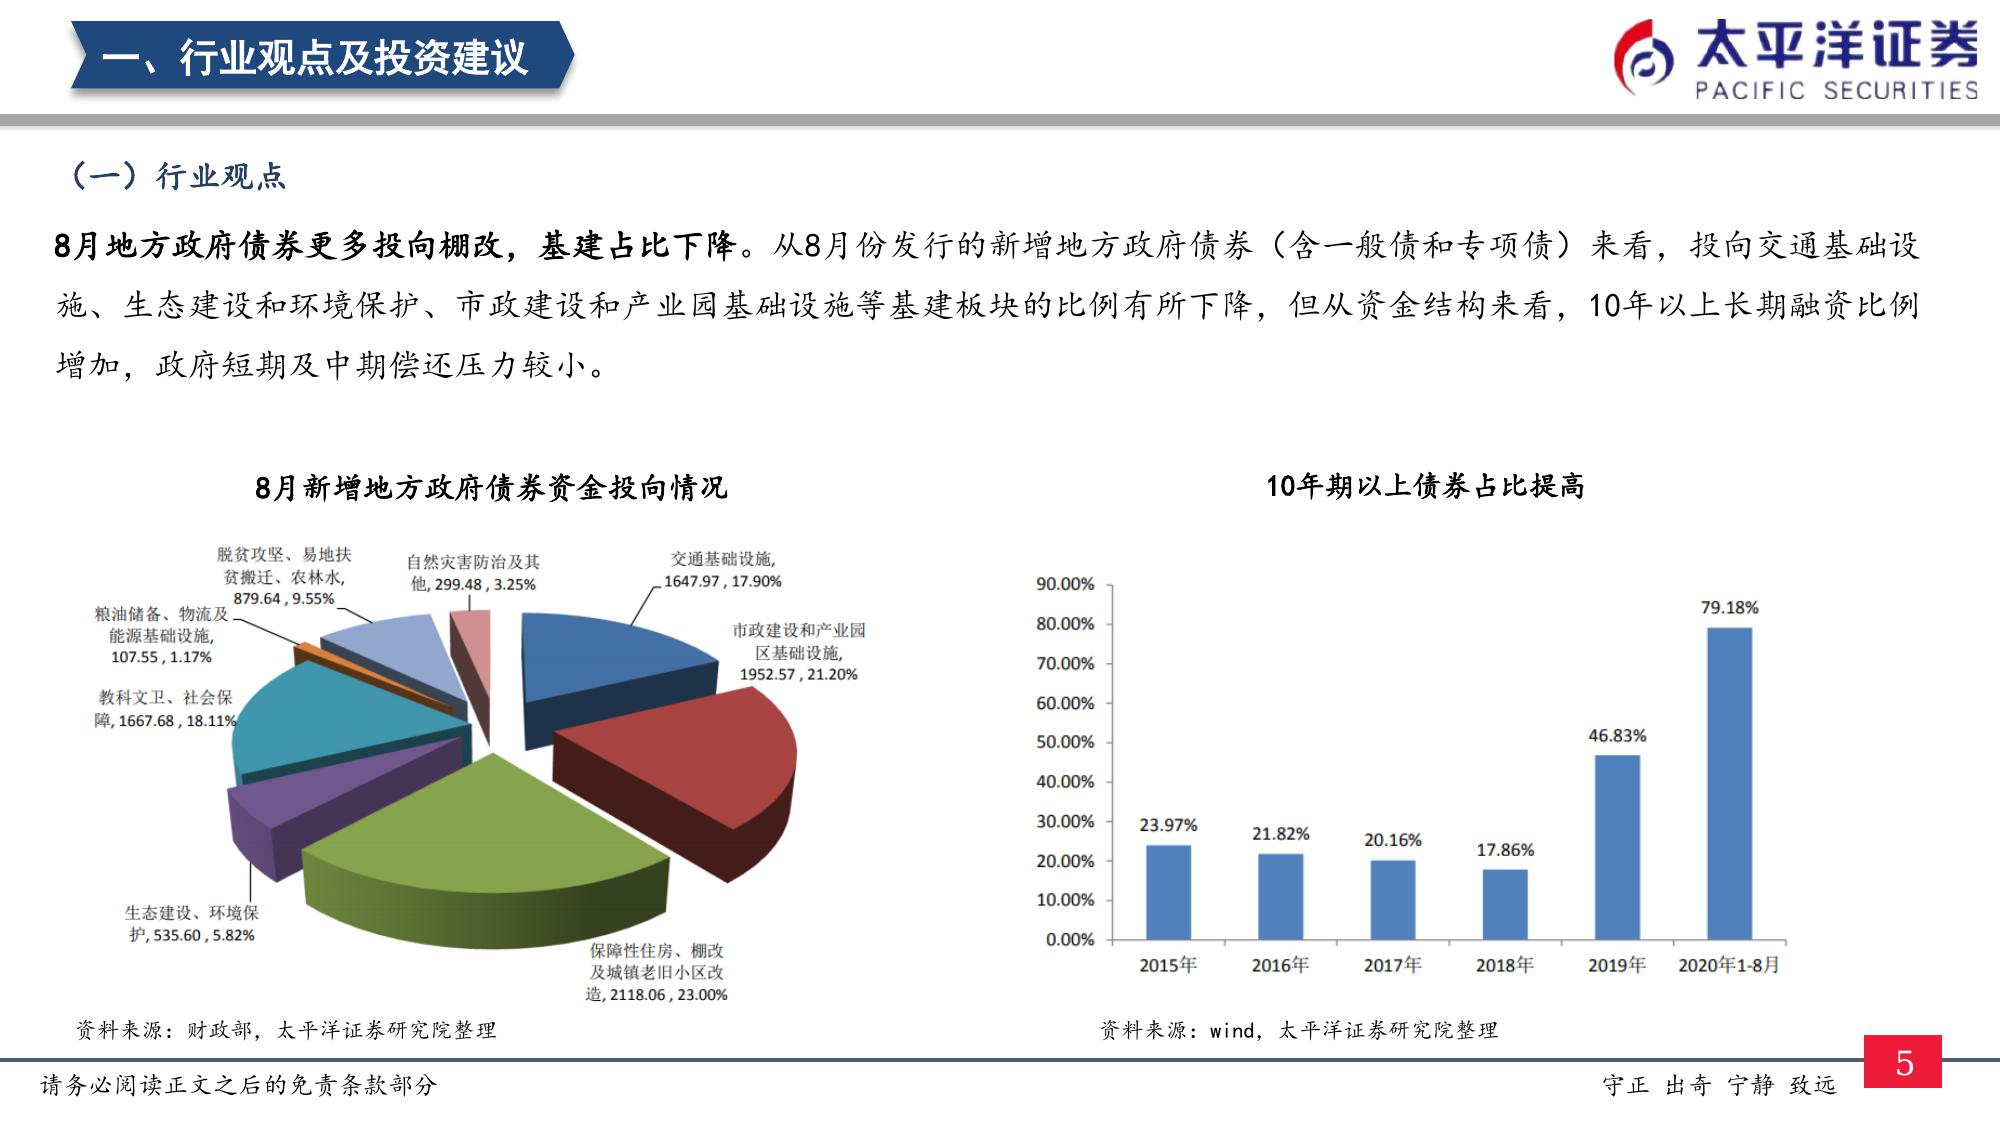 一、行业观点及投资建议
太平洋证券
PACIFIC SECURITIES
（一）行业观点
8月地方政府债券更多投向棚改，基建占比下降。从8月份发行的新增地方政府债券（含一般债和专项债）来看，投向交通基础设
施、生态建设和环境保护、市政建设和产业园基础设施等基建板块的比例有所下降，但从资金结构来看，10年以上长期融资比例
增加，政府短期及中期偿还压力较小。
8月新增地方政府债券资金投向情况
脱贫攻坚、易地扶
贫搬迁、农林水,
879.64 , 9.55%
自然灾害防治及其
他, 299.48 , 3.25%
交通基础设施,
1647.97 , 17.90%
粮油储备、物流及
能源基础设施,
107.55 , 1.17%
市政建设和产业园
区基础设施,
1952.57 , 21.20%
教科文卫、社会保
障, 1667.68 , 18.11%
生态建设、环境保
护, 535.60 , 5.82%
保障性住房、棚改
及城镇老旧小区改
造, 2118.06 , 23.00%
资料来源：财政部，太平洋证券研究院整理
10年期以上债券占比提高
90.00%
80.00%
70.00%
60.00%
50.00%
40.00%
30.00%
20.00%
10.00%
0.00%
23.97%
21.82%
20.16%
17.86%
46.83%
79.18%
2015年
2016年
2017年
2018年
2019年
2020年1-8月
资料来源：wind，太平洋证券研究院整理
请务必阅读正文之后的免责条款部分
守正 出奇 宁静 致远
5